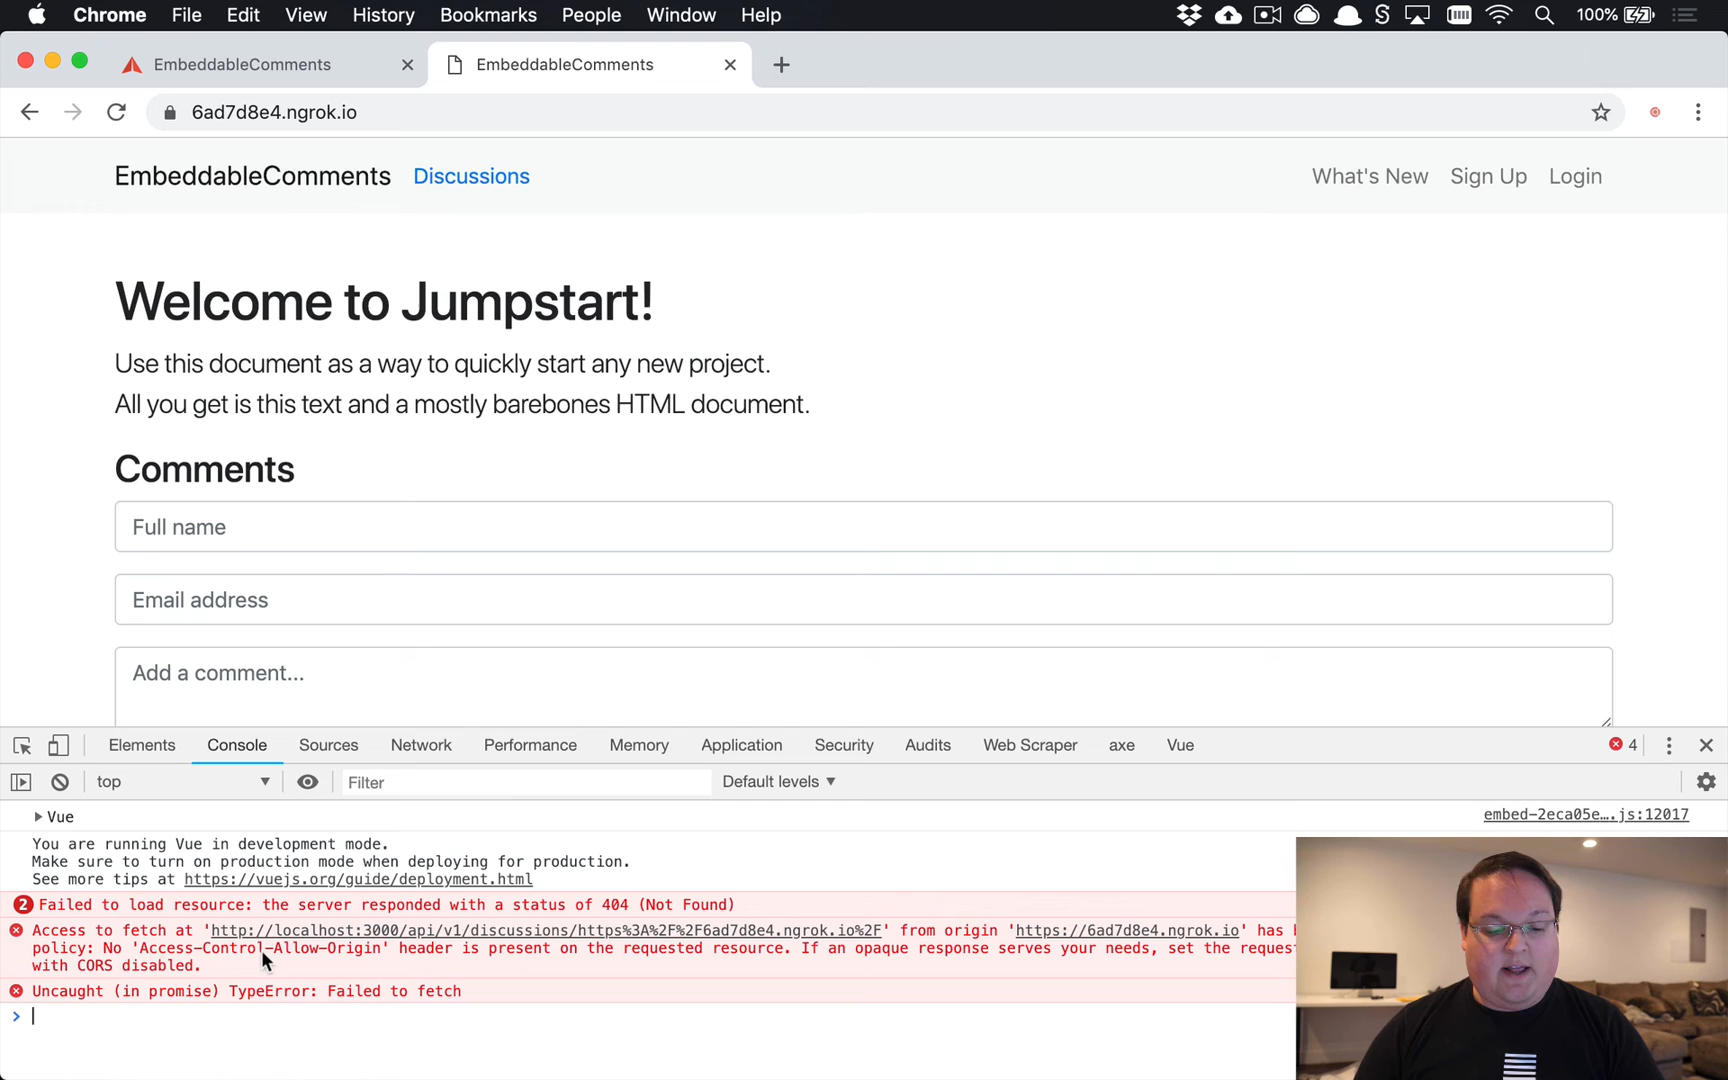 Chrome File Edit View History Bookmarks People Window Help 100%
EmbeddableComments EmbeddableComments
6ad7d8e4.ngrok.io
EmbeddableComments Discussions What's New Sign Up Login
Welcome to Jumpstart!
Use this document as a way to quickly start any new project.
All you get is this text and a mostly barebones HTML document.
Comments
Full name
Email address
Add a comment...
Elements Console Sources Network Performance Memory Application Security Audits Web Scraper axe Vue 4
top Filter Default levels
Vue embed-2eca05e….js:12017
You are running Vue in development mode.
Make sure to turn on production mode when deploying for production.
See more tips at https://vuejs.org/guide/deployment.html
2 Failed to load resource: the server responded with a status of 404 (Not Found)
Access to fetch at 'http://localhost:3000/api/v1/discussions/https%3A%2F%2F6ad7d8e4.ngrok.io%2F' from origin 'https://6ad7d8e4.ngrok.io' has
policy: No 'Access-Control-Allow-Origin' header is present on the requested resource. If an opaque response serves your needs, set the
with CORS disabled.
Uncaught (in promise) TypeError: Failed to fetch